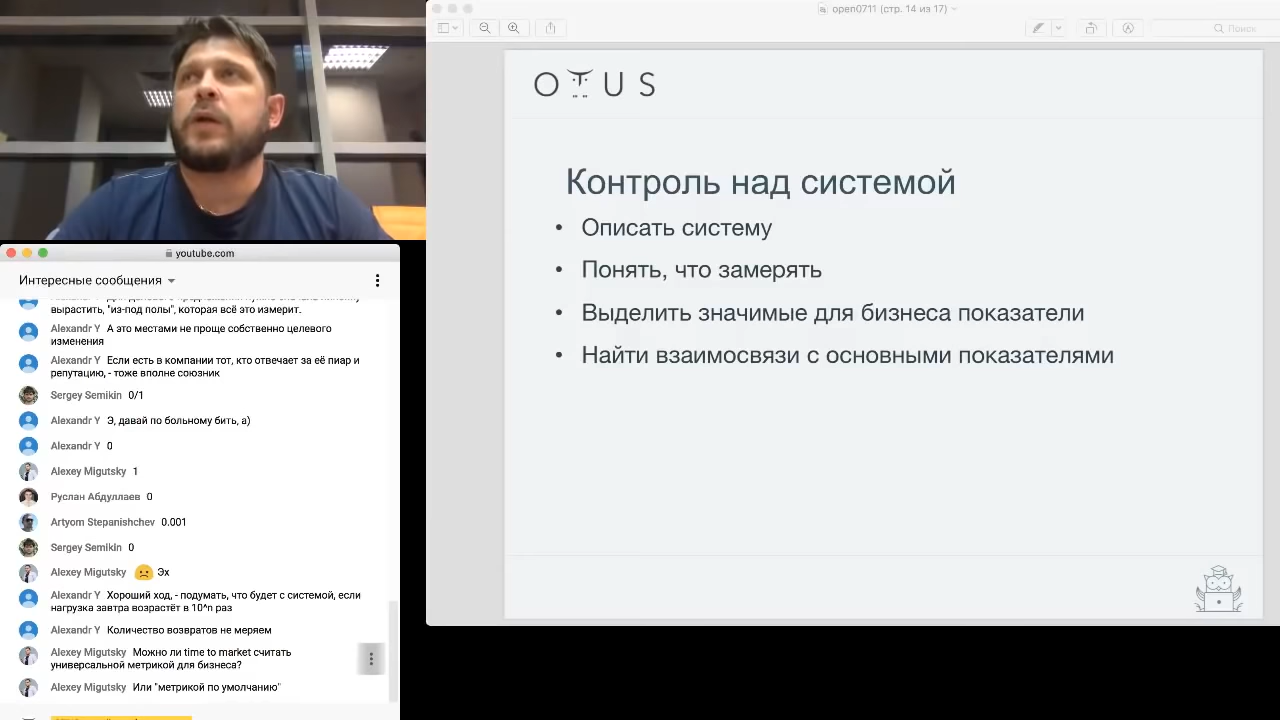 open0711 (стр. 14 из 17)
Поиск
OTUS
Контроль над системой
• Описать систему
• Понять, что замерять
• Выделить значимые для бизнеса показатели
• Найти взаимосвязи с основными показателями
youtube.com
Интересные сообщения
вырастить, "из-под полы", которая всё это измерит.
Alexandr Y А это местами не проще собственно целевого
изменения
Alexandr Y Если есть в компании тот, кто отвечает за её пиар и
репутацию, - тоже вполне союзник
Sergey Semikin 0/1
Alexandr Y Э, давай по больному бить, а)
Alexandr Y 0
Alexey Migutsky 1
Руслан Абдуллаев 0
Artyom Stepanishchev 0.001
Sergey Semikin 0
Alexey Migutsky Эх
Alexandr Y Хороший ход, - подумать, что будет с системой, если
нагрузка завтра возрастёт в 10^n раз
Alexandr Y Количество возвратов не меряем
Alexey Migutsky Можно ли time to market считать
универсальной метрикой для бизнеса?
Alexey Migutsky Или "метрикой по умолчанию"